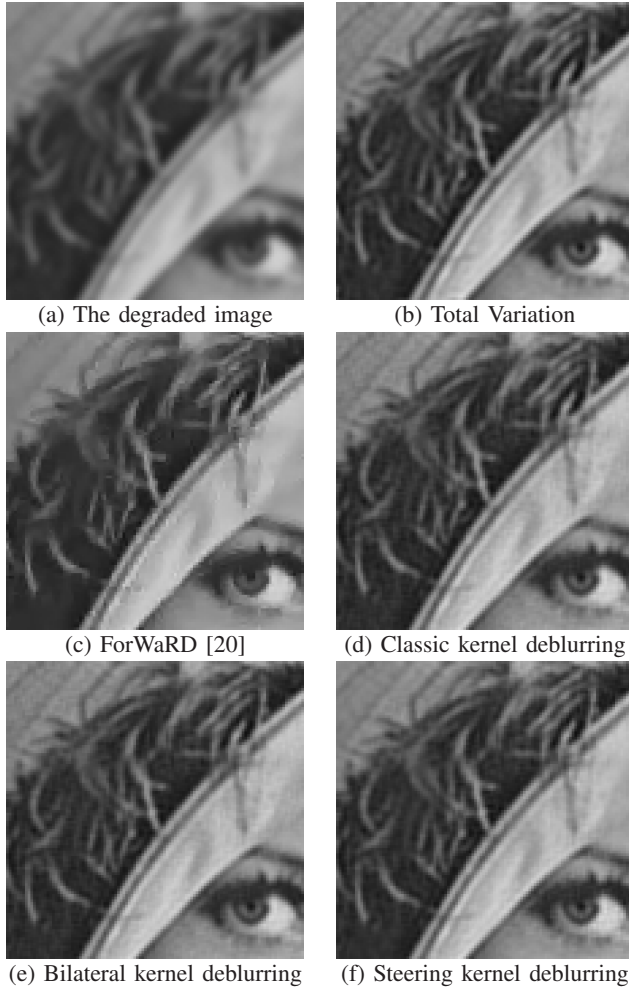 (a) The degraded image
(b) Total Variation
(c) ForWaRD [20]
(d) Classic kernel deblurring
(e) Bilateral kernel deblurring
(f) Steering kernel deblurring